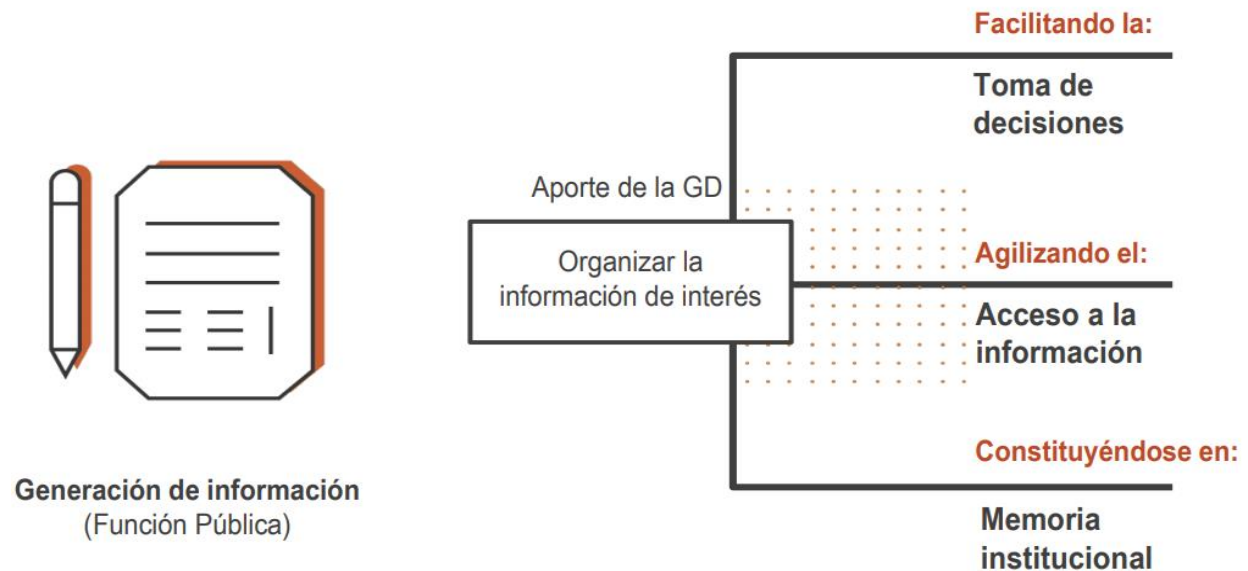 Generación de información
(Función Pública)
Aporte de la GD
Organizar la
información de interés
Facilitando la:
Toma de
decisiones
Agilizando el:
Acceso a la
información
Constituyéndose en:
Memoria
institucional